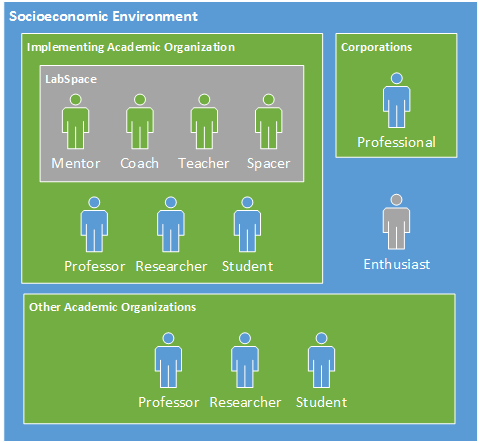 Socioeconomic Environment
Implementing Academic Organization
LabSpace
Mentor Coach Teacher Spacer
Professor Researcher Student
Corporations
Professional
Enthusiast
Other Academic Organizations
Professor Researcher Student